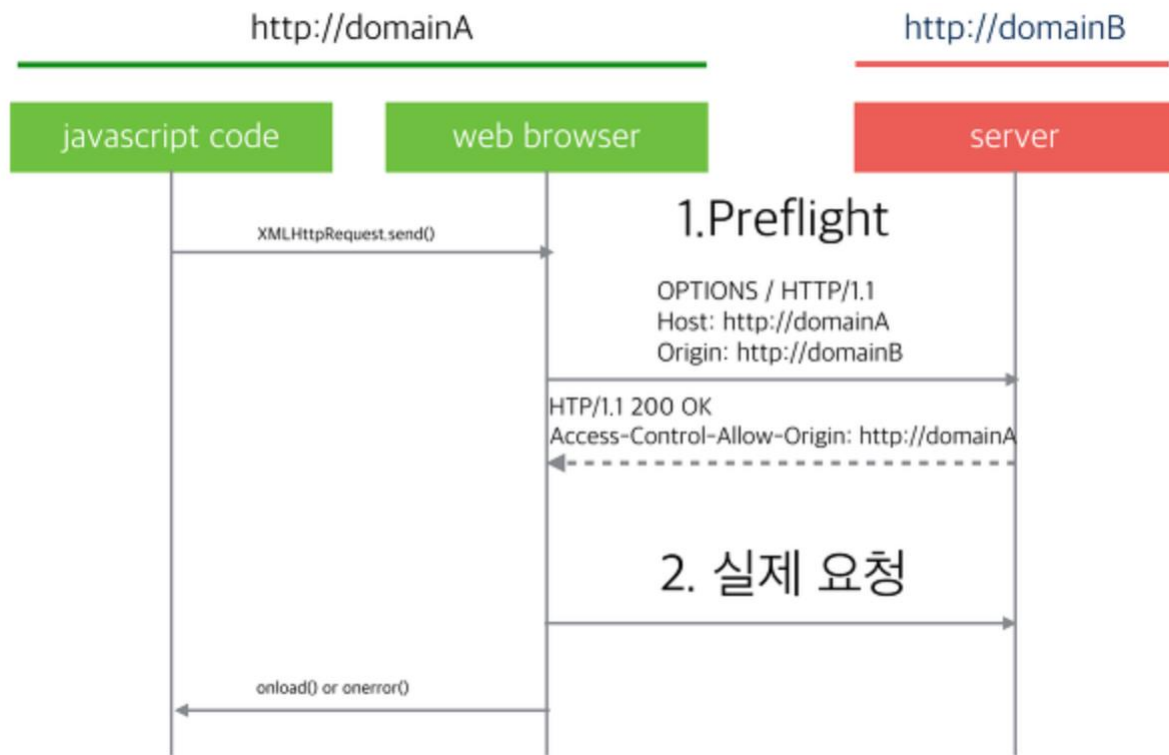 http://domainA
http://domainB
javascript code
web browser
server
1.Preflight
XMLHttpRequest.send()
OPTIONS / HTTP/1.1
Host: http://domainA
Origin: http://domainB
HTP/1.1 200 OK
Access-Control-Allow-Origin: http://domainA
2. 실제 요청
onload() or onerror()